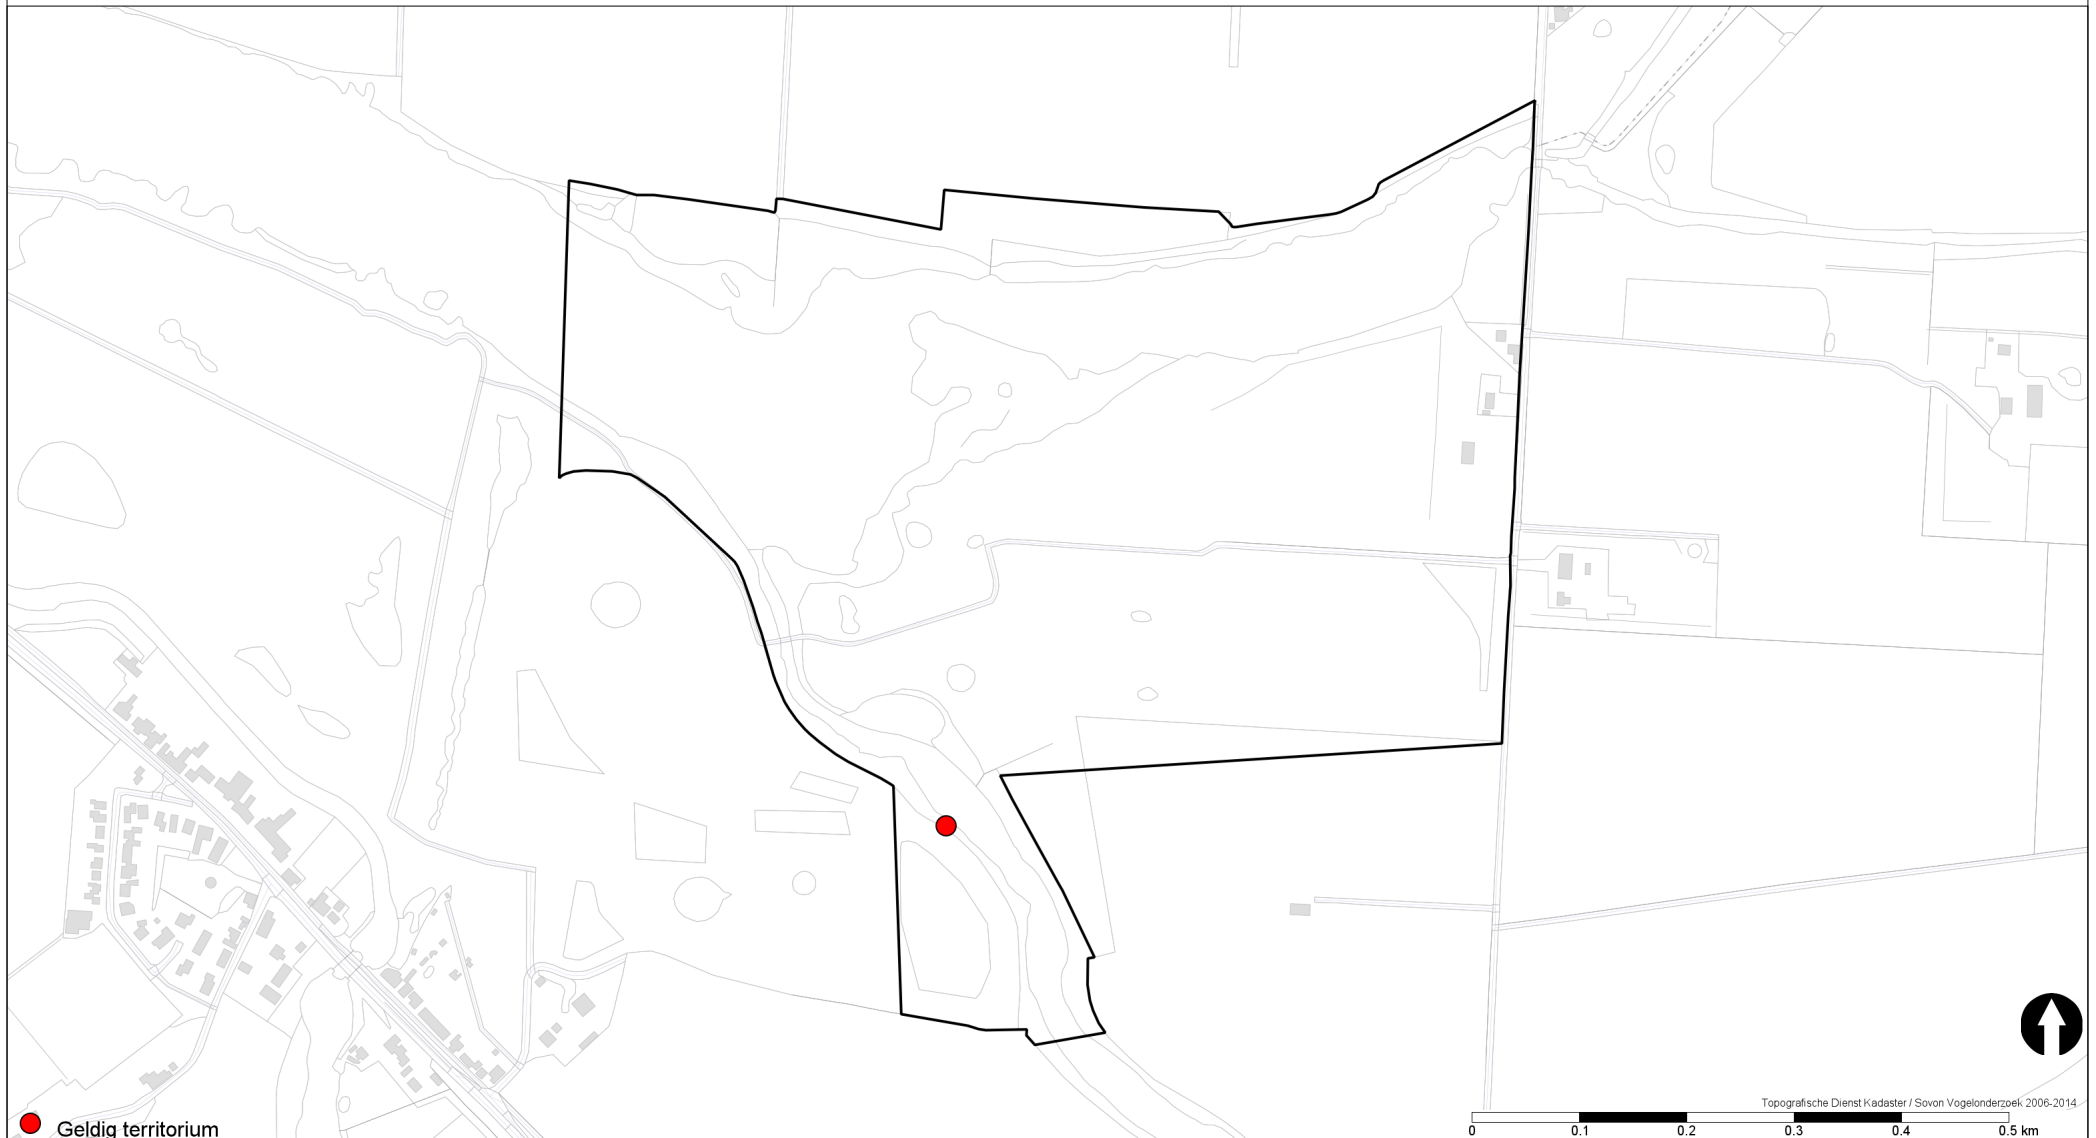 Topografische Dienst Kadaster / Sovon Vogelonderzoek 2006-2014
0 0.1 0.2 0.3 0.4 0.5 km
Geldig territorium